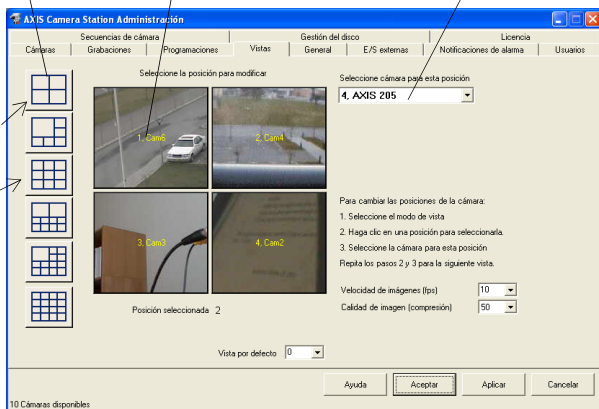 AXIS Camera Station Administración
Secuencias de cámara
Gestión del disco
Licencia
Cámaras
Grabaciones
Programaciones
Vistas
General
E/S externas
Notificaciones de alarma
Usuarios
Seleccione la posición para modificar
Seleccione cámara para esta posición
4, AXIS 205
1, Cam5
2, Cam4
3, Cam3
4, Cam2
Para cambiar las posiciones de la cámara:
1. Seleccione el modo de vista
2. Haga clic en una posición para seleccionarla.
3. Seleccione la cámara para esta posición
Repita los pasos 2 y 3 para la siguiente vista.
Velocidad de imágenes (fps) 10
Calidad de imagen (compresión) 50
Posición seleccionada 2
Vista por defecto 0
Ayuda
Aceptar
Aplicar
Cancelar
10 Cámaras disponibles